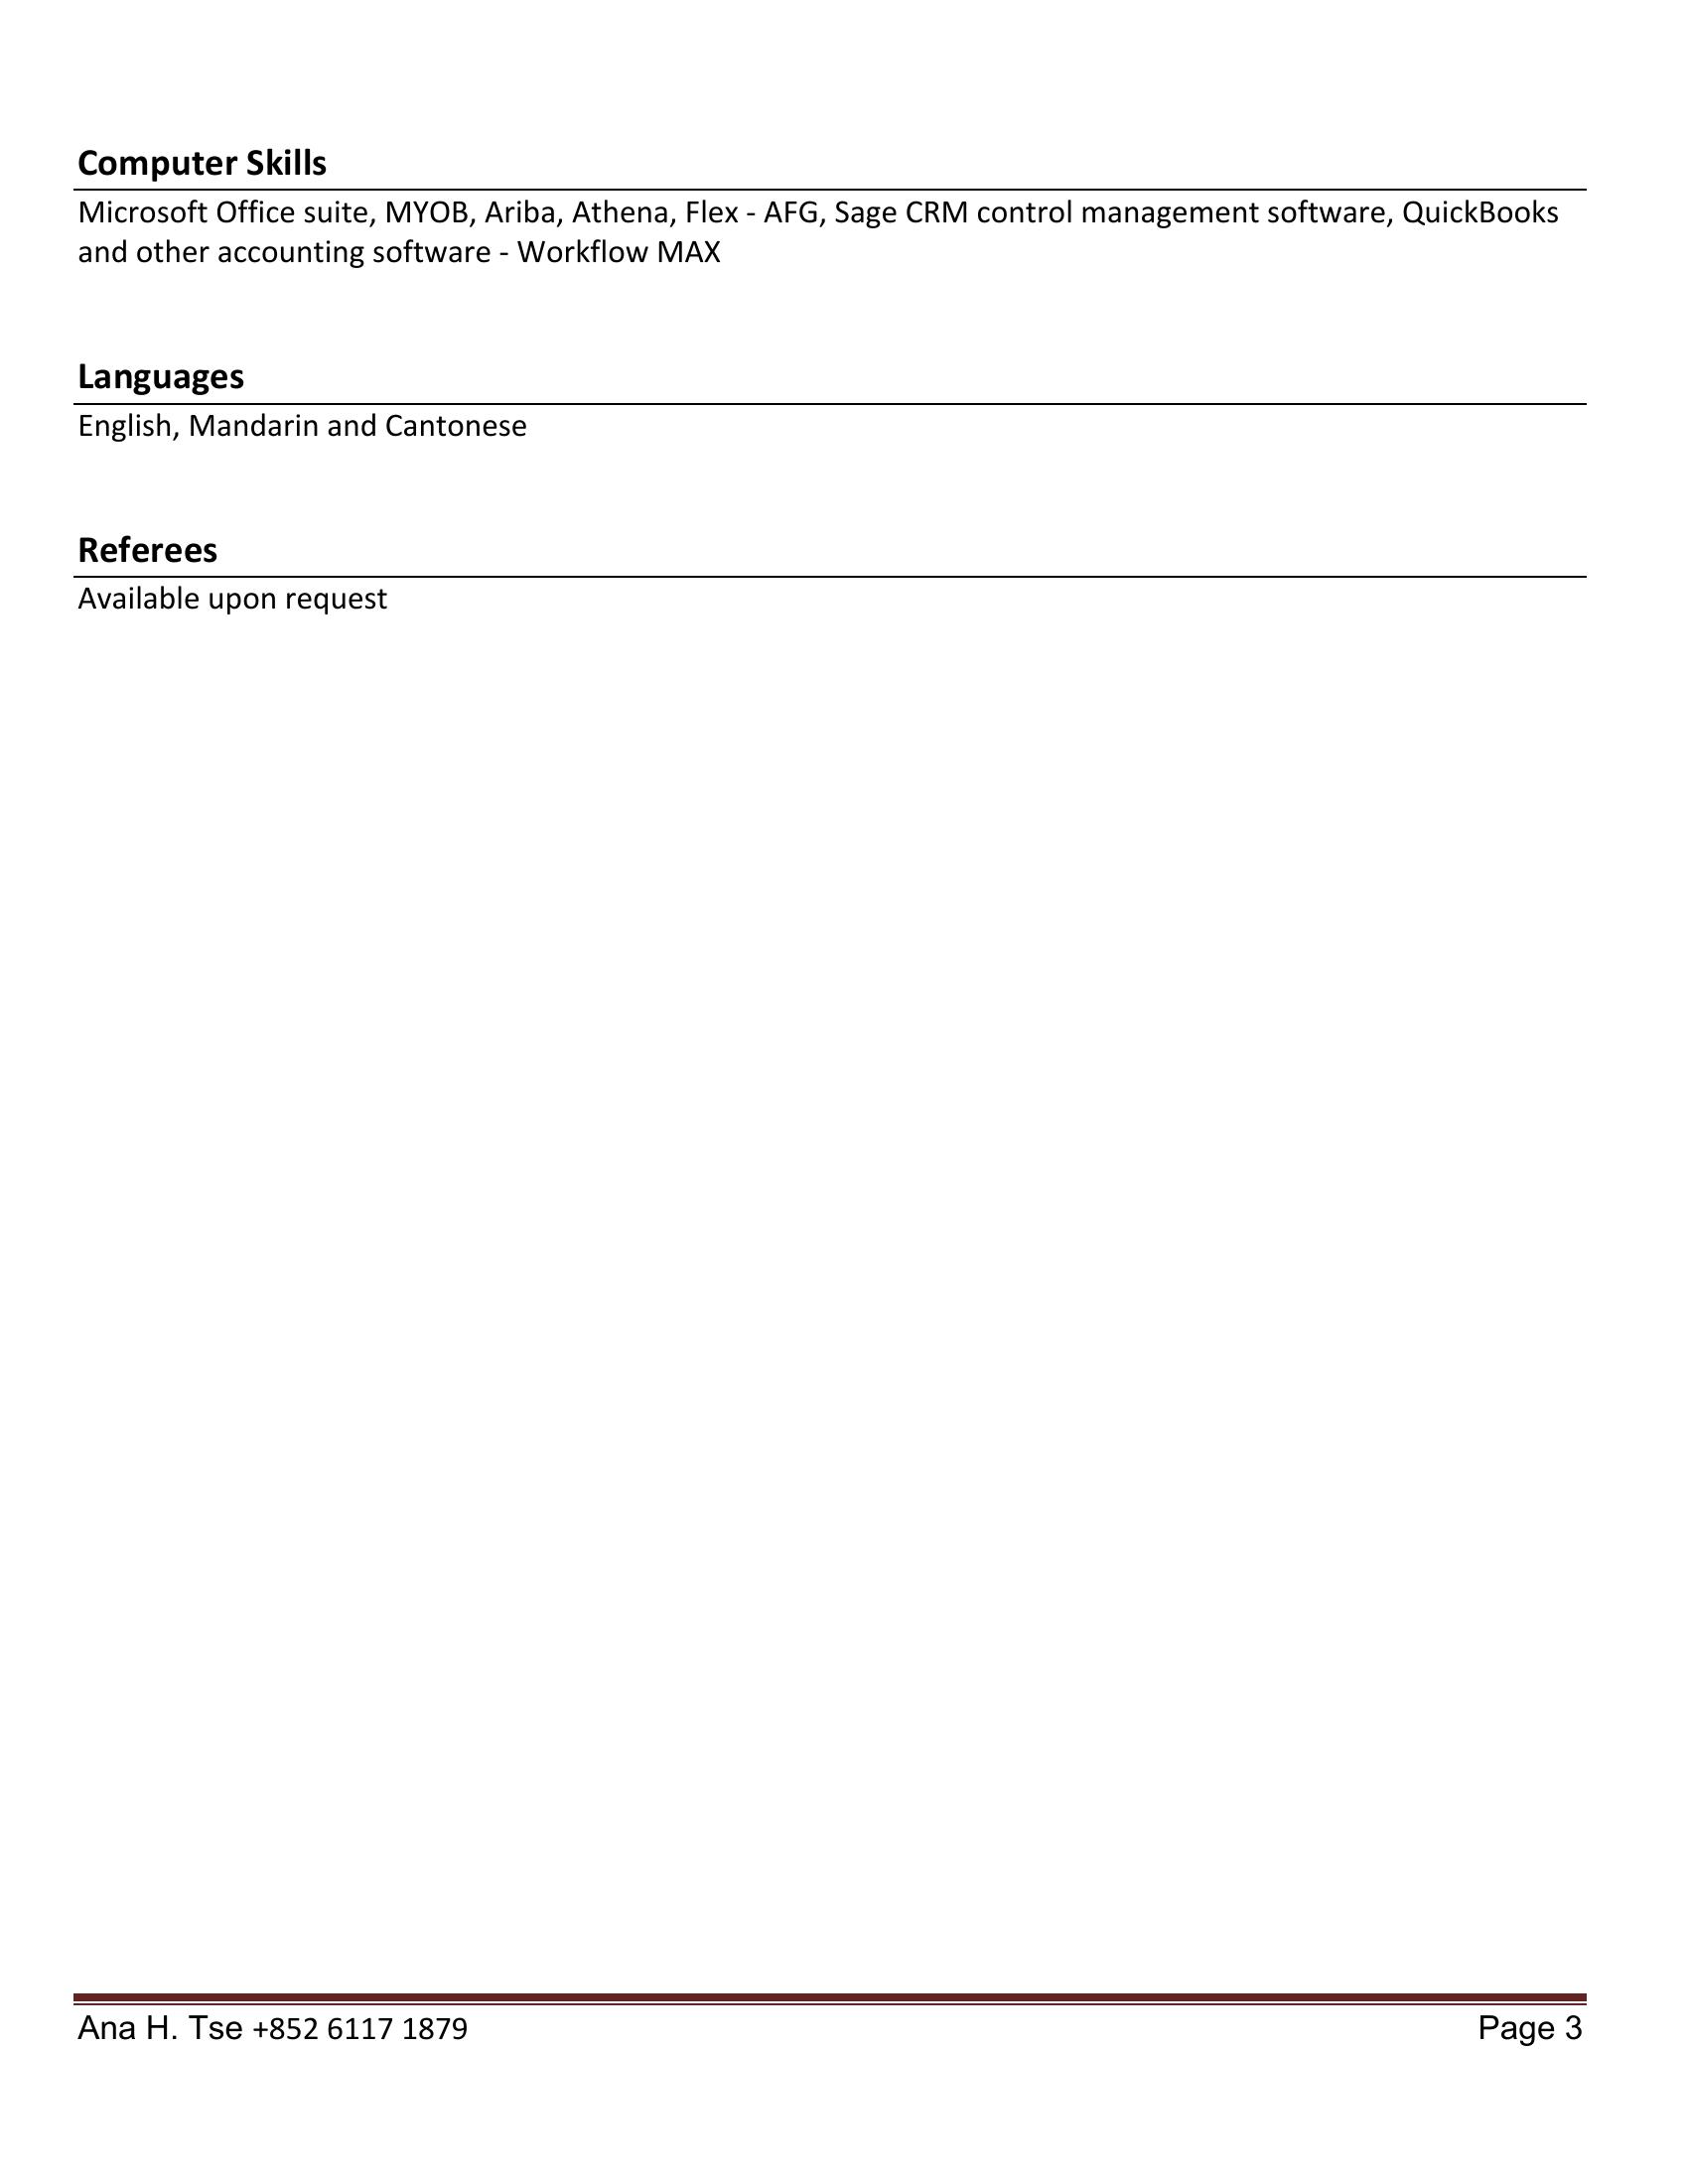 Computer Skills
Microsoft Office suite, MYOB, Ariba, Athena, Flex - AFG, Sage CRM control management software, QuickBooks
and other accounting software - Workflow MAX
Languages
English, Mandarin and Cantonese
Referees
Available upon request
Ana H. Tse +852 6117 1879 Page 3